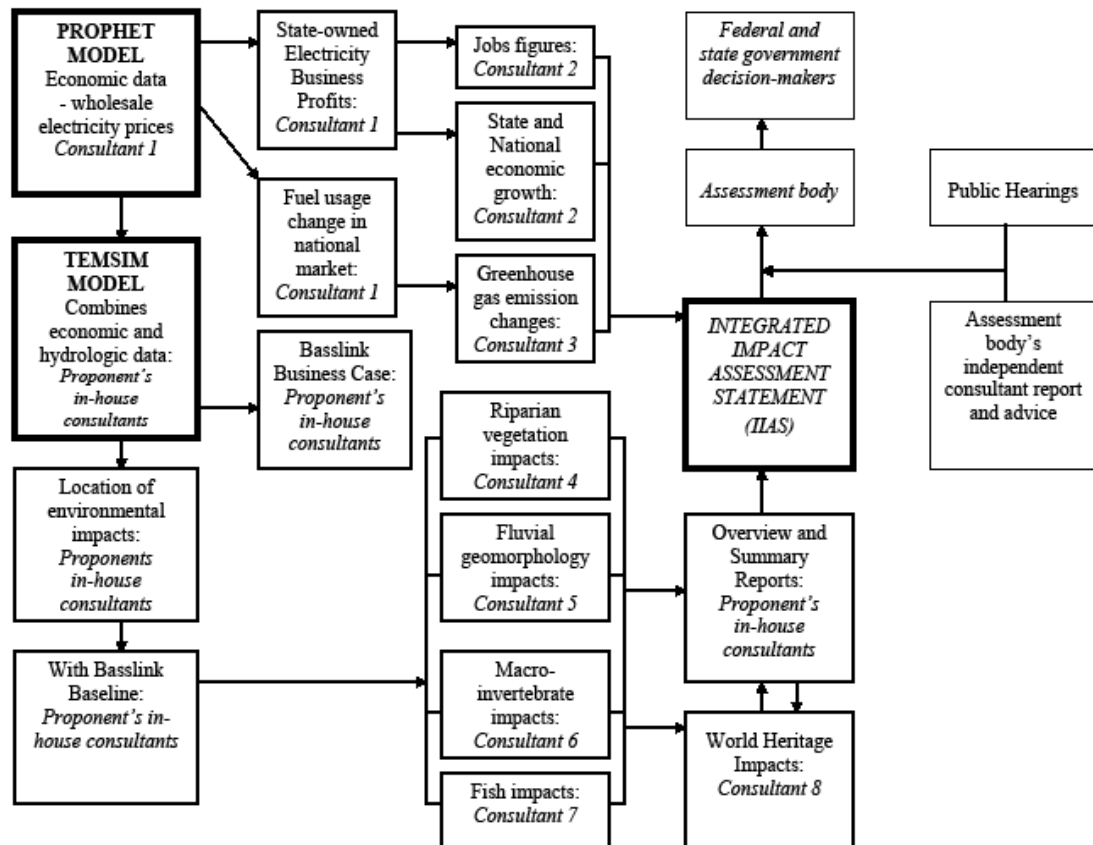 PROPHET
MODEL
Economic data
- wholesale
electricity prices
Consultant 1
State-owned
Electricity
Business
Profits:
Consultant 1
Jobs figures:
Consultant 2
Federal and
state government
decision-makers
State and
National
economic
growth:
Consultant 2
Assessment body
Public Hearings
Fuel usage
change in
national
market:
Consultant 1
TEMSIM
MODEL
Combines
economic and
hydrologic data:
Proponent's
in-house
consultants
Greenhouse
gas emission
changes:
Consultant 3
INTEGRATED
IMPACT
ASSESSMENT
STATEMENT
(IIAS)
Assessment
body's
independent
consultant report
and advice
Basslink
Business Case:
Proponent's
in-house
consultants
Riparian
vegetation
impacts:
Consultant 4
Location of
environmental
impacts:
Proponents
in-house
consultants
Fluvial
geomorphology
impacts:
Consultant 5
Overview and
Summary
Reports:
Proponent's
in-house
consultants
With Basslink
Baseline:
Proponent's in-
house consultants
Macro-
invertebrate
impacts:
Consultant 6
World Heritage
Impacts:
Consultant 8
Fish impacts:
Consultant 7